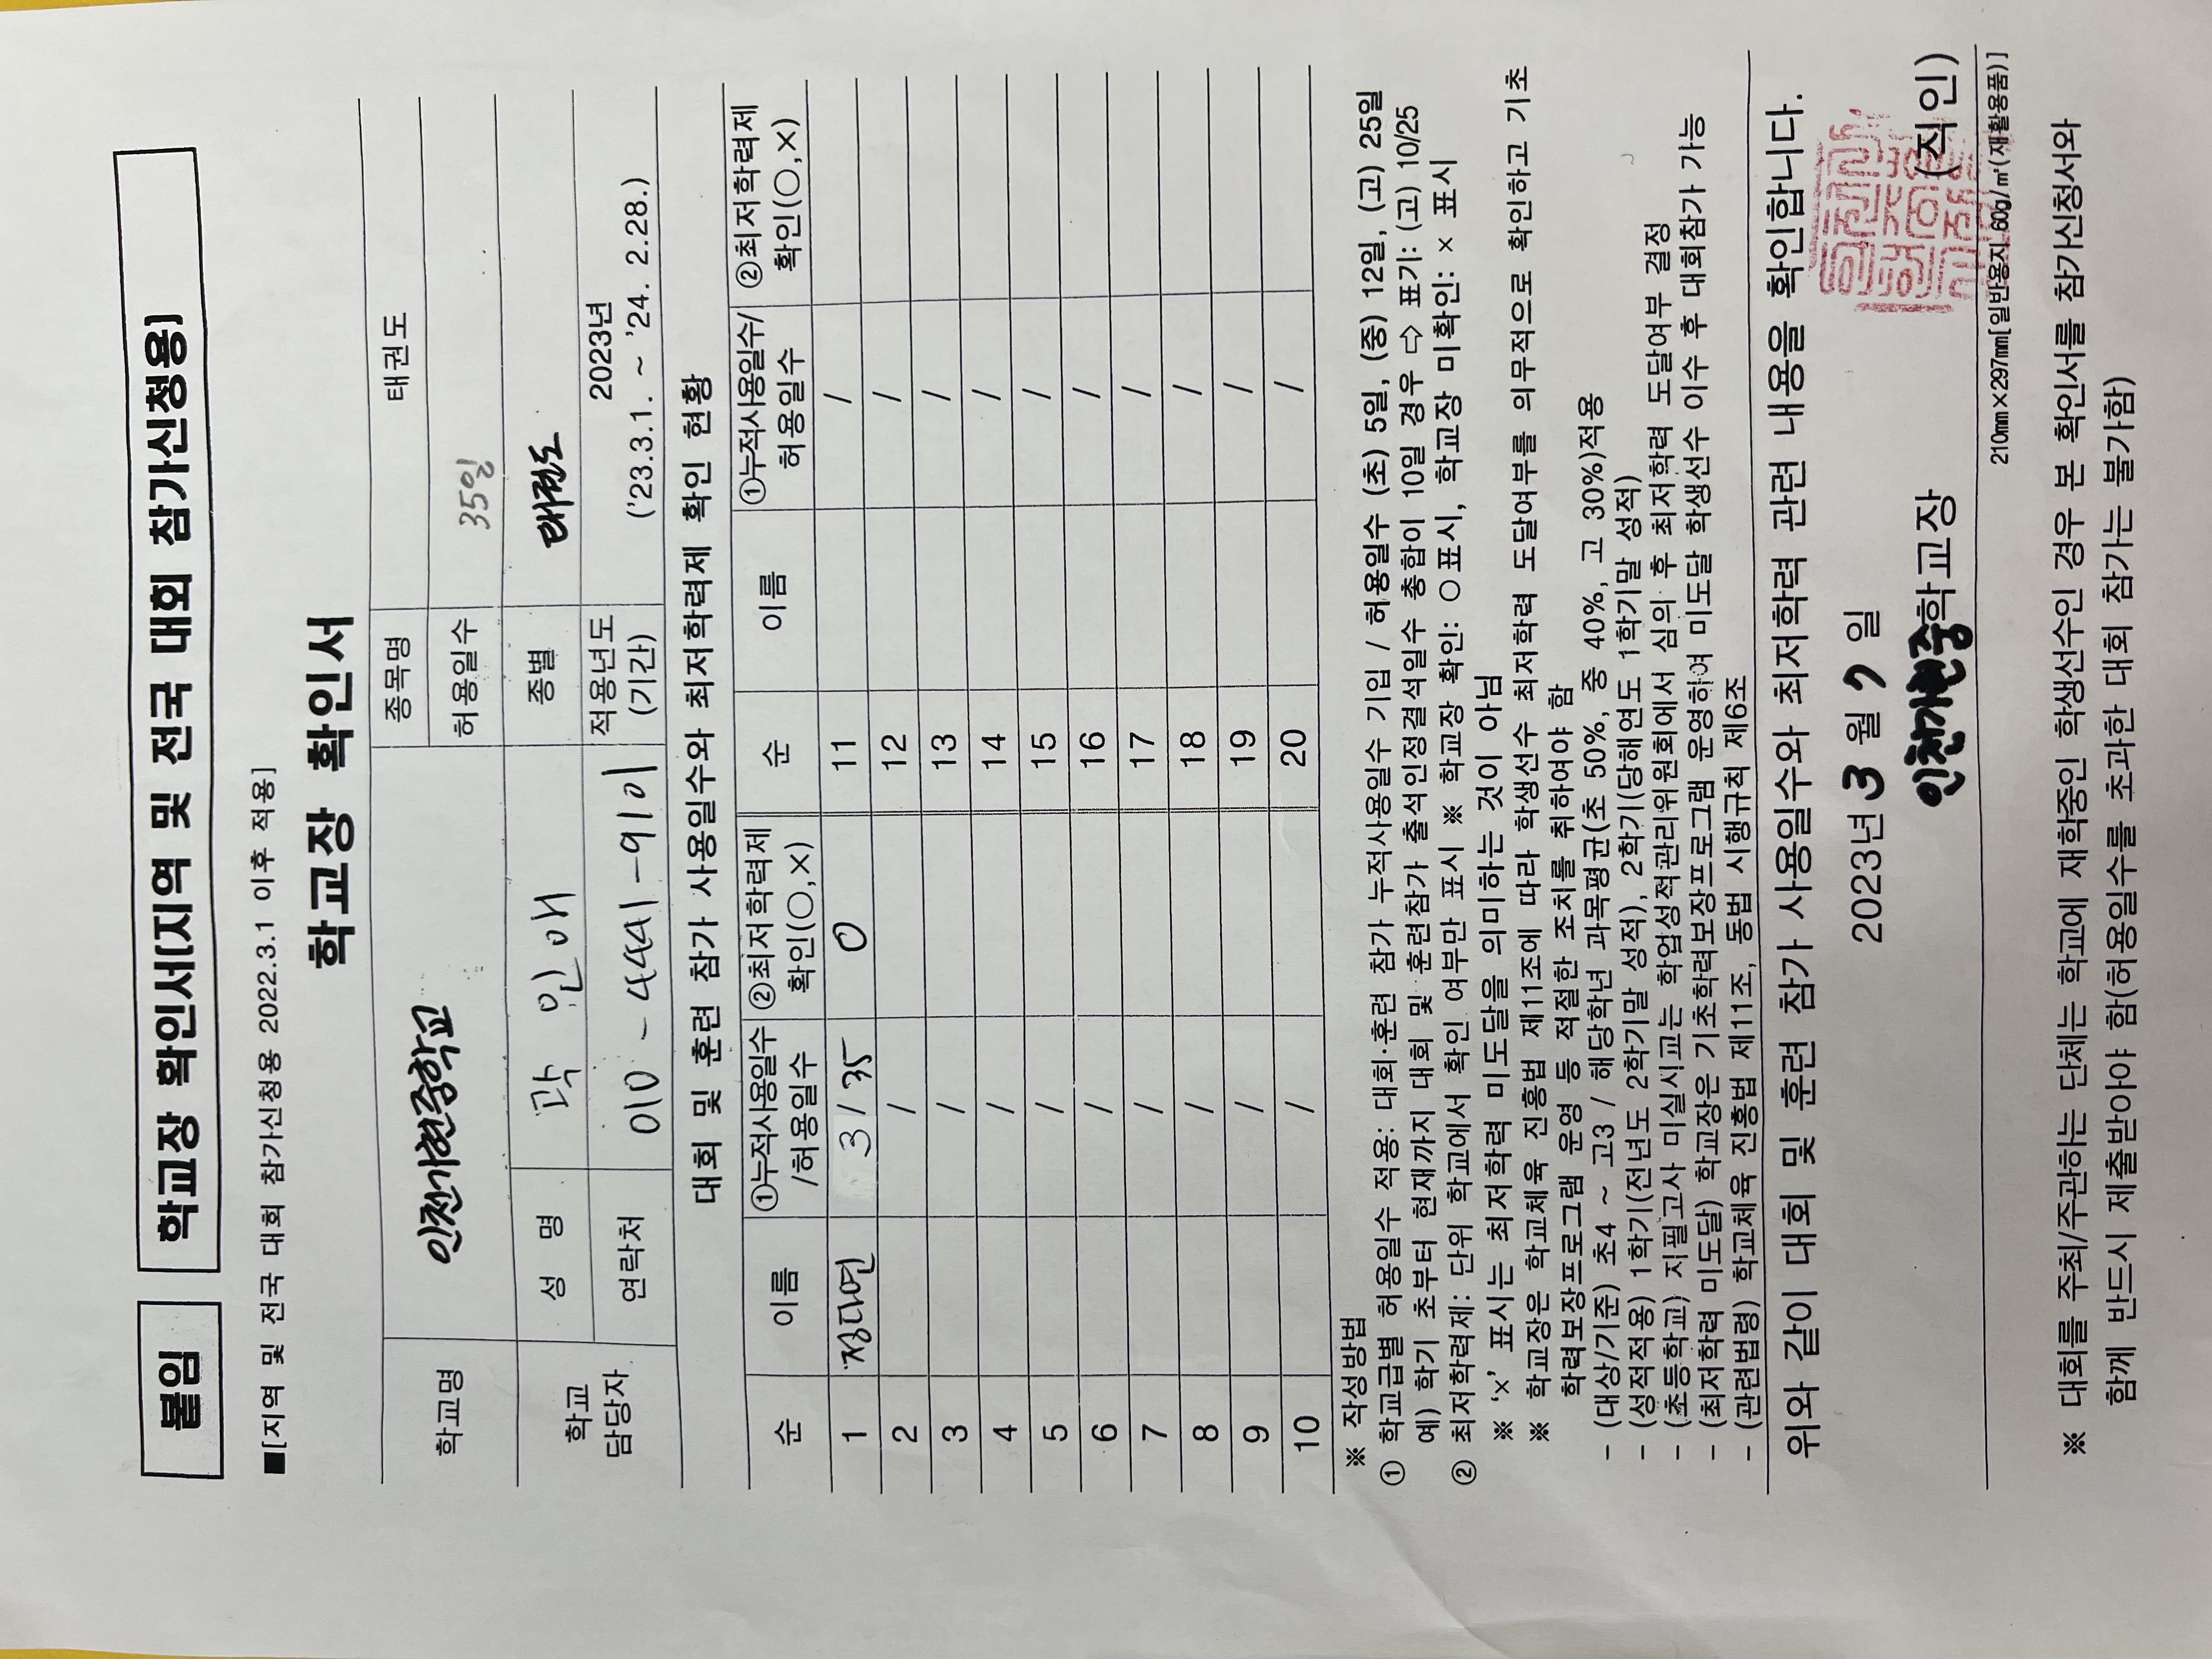 붙임 학교장 확인서(지역 및 전국 대회 참가신청용)
■[지역 및 전국 대회 참가신청용 2022.3.1 이후 적용]
학교장 확인서
학교명 인천가현중학교 종목명 태권도
허용일수 35일
학교 담당자 성 명 곽 인 애 종별 태권도
연락처 010 - 4441 - 9101 적용년도 (기간) 2023년 ('23.3.1. ~ '24. 2.28.)
대회 및 훈련 참가 사용일수와 최저학력제 확인 현황
순 이름 ①누적사용일수/허용일수 ②최저학력제 확인(○,×) 순 이름 ①누적사용일수/허용일수 ②최저학력제 확인(○,×)
1 정다연 3 / 35 O 11 /
2 / 12 /
3 / 13 /
4 / 14 /
5 / 15 /
6 / 16 /
7 / 17 /
8 / 18 /
9 / 19 /
10 / 20 /
※ 작성방법
① 학교급별 허용일수 적용: 대회·훈련 참가 누적사용일수 기입 / 허용일수 (초) 5일, (중) 12일, (고) 25일
예) 학기 초부터 현재까지 대회 및 훈련참가 출석인정결석일수 총합이 10일 경우 ⇨ 표기: (고) 10/25
② 최저학력제: 단위 학교에서 확인 여부만 표시 ※ 학교장 확인: ○표시, 학교장 미확인: × 표시
※ '×' 표시는 최저학력 미도달을 의미하는 것이 아님
※ 학교장은 학교체육 진흥법 제11조에 따라 학생선수 최저학력 도달여부를 의무적으로 확인하고 기초
학력보장프로그램 운영 등 적절한 조치를 취하여야 함
- (대상/기준) 초4 ~ 고3 / 해당학년 과목평균(초 50%, 중 40%, 고 30%)적용
- (성적적용) 1학기(전년도 2학기말 성적), 2학기(당해연도 1학기말 성적)
- (초등학교) 지필고사 미실시교는 학업성적관리위원회에서 심의 후 최저학력 도달여부 결정
- (최저학력 미도달) 학교장은 기초학력보장프로그램 운영하여 미도달 학생선수 이수 후 대회참가 가능
- (관련법령) 학교체육 진흥법 제11조, 동법 시행규칙 제6조
위와 같이 대회 및 훈련 참가 사용일수와 최저학력 관련 내용을 확인합니다.
2023년 3 월 7 일
인천가현중학교장 (직인)
210㎜×297㎜[일반용지 60g/㎡(재활용품)]
※ 대회를 주최/주관하는 단체는 학교에 재학중인 학생선수인 경우 본 확인서를 참가신청서와
함께 반드시 제출받아야 함(허용일수를 초과한 대회 참가는 불가함)